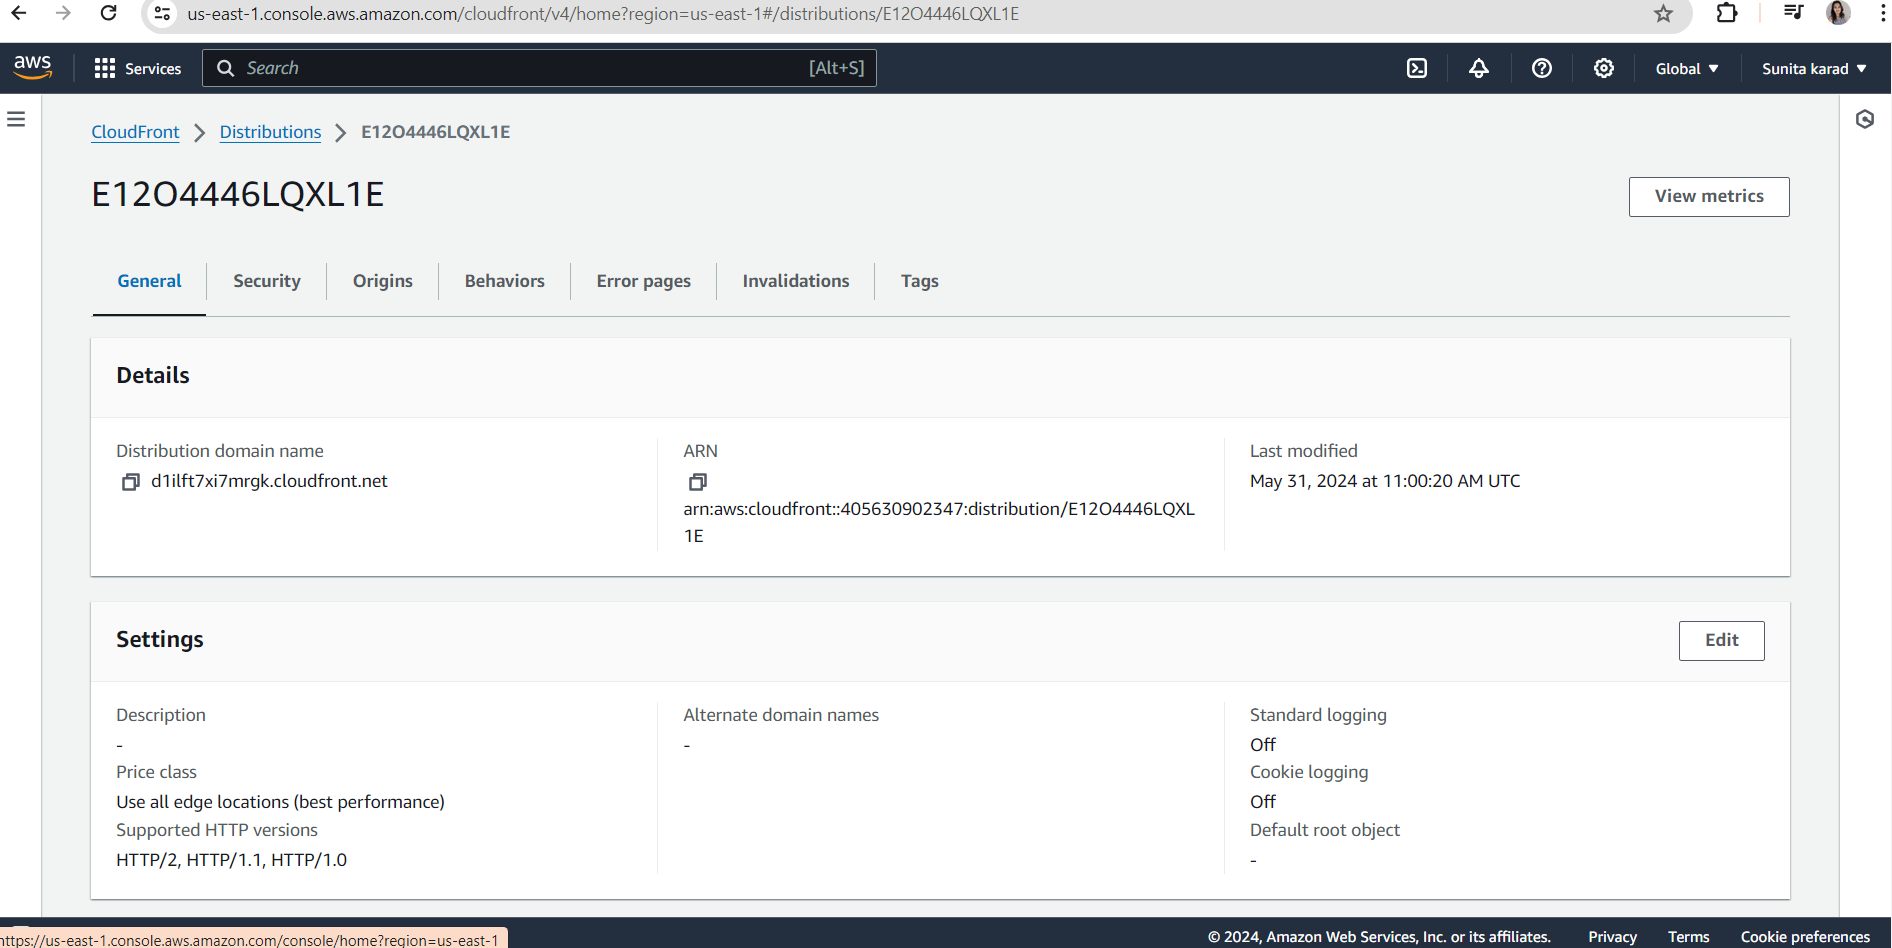 us-east-1.console.aws.amazon.com/cloudfront/v4/home?region=us-east-1#/distributions/E12O4446LQXL1E
aws
Services
Search
[Alt+S]
Global
Sunita karad
CloudFront
Distributions
E12O4446LQXL1E
E12O4446LQXL1E
View metrics
General
Security
Origins
Behaviors
Error pages
Invalidations
Tags
Details
Distribution domain name
d1ilft7xi7mrgk.cloudfront.net
ARN
arn:aws:cloudfront::405630902347:distribution/E12O4446LQXL
1E
Last modified
May 31, 2024 at 11:00:20 AM UTC
Settings
Edit
Description
-
Price class
Use all edge locations (best performance)
Supported HTTP versions
HTTP/2, HTTP/1.1, HTTP/1.0
Alternate domain names
-
Standard logging
Off
Cookie logging
Off
Default root object
-
https://us-east-1.console.aws.amazon.com/console/home?region=us-east-1
© 2024, Amazon Web Services, Inc. or its affiliates.
Privacy
Terms
Cookie preferences